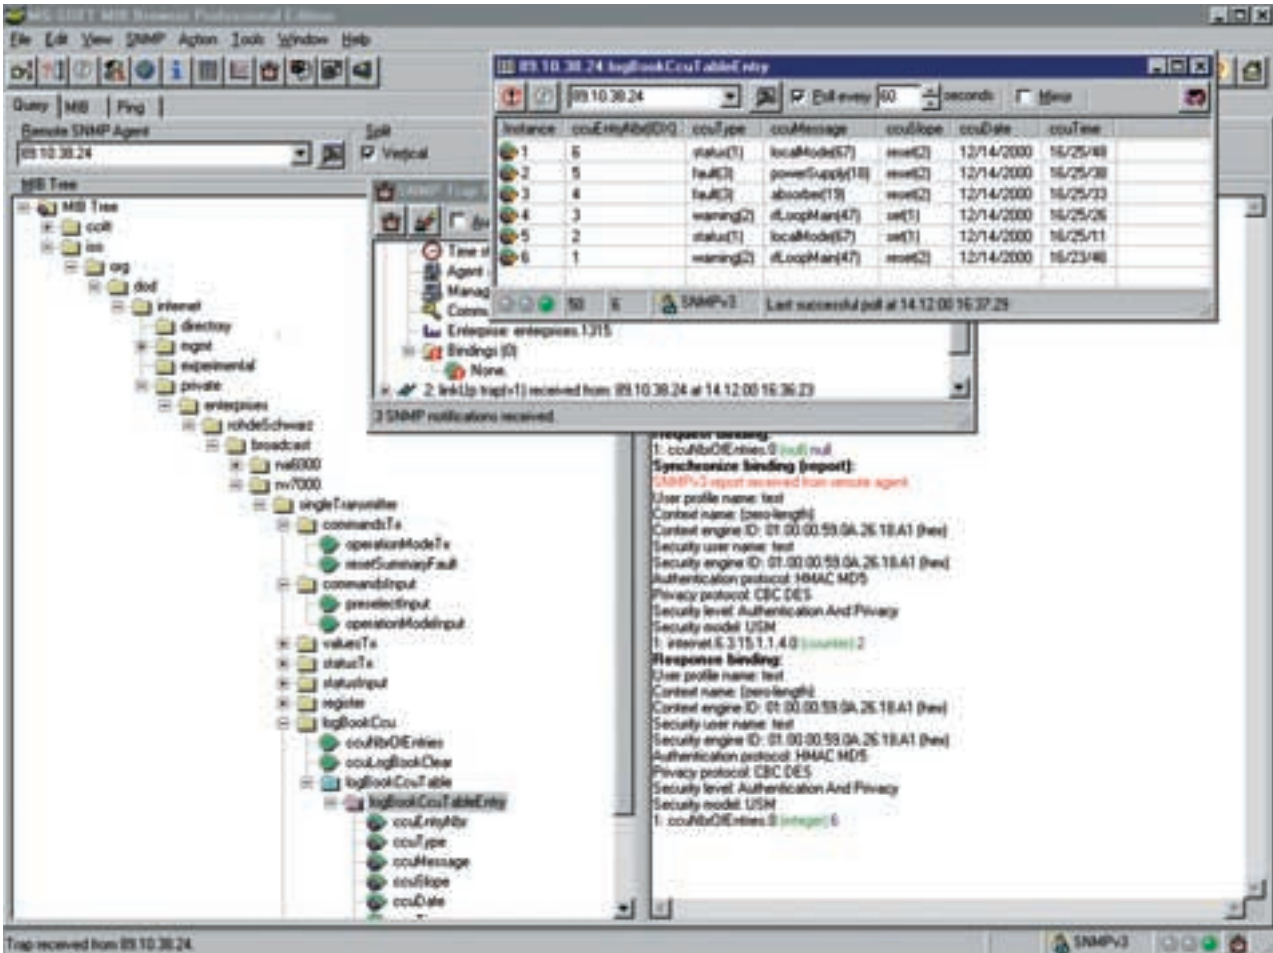 MG-SOFT MIB Browser Professional Edition
File Edit View SNMP Action Tools Window Help
Query MIB Ping
Remote SNMP Agent
89.10.38.24
Split
Vertical
MIB Tree
MIB Tree
ccitt
iso
org
dod
internet
directory
mgmt
experimental
private
enterprises
rohdeSchwarz
broadcast
nv7000
singleTransmitter
commandsTx
operationModeTx
resetSummaryFault
commandsInput
preselectInput
operationModeInput
valuesTx
statusTx
statusInput
register
logBookCcu
ccuNbrOfEntries
ccuLogBookClear
logBookCcuTable
logBookCcuTableEntry
ccuEntryNbr
ccuType
ccuMessage
ccuSlope
ccuDate
SNMP Trap
Time st
Agent
Manag
Commu
Enterprise: enterprises.1315
Bindings (0)
None.
2: linkUp trap(v1) received from: 89.10.38.24 at 14.12.00 16:36:23
3 SNMP notifications received.
89.10.38.24:logBookCcuTableEntry
89.10.38.24 Poll every 60 seconds Mirror
Instance ccuEntryNbr(IDX) ccuType ccuMessage ccuSlope ccuDate ccuTime
1 6 status(1) localMode(67) reset(2) 12/14/2000 16/25/48
2 5 fault(3) powerSupply(18) reset(2) 12/14/2000 16/25/38
3 4 fault(3) absorber(19) reset(2) 12/14/2000 16/25/33
4 3 warning(2) rfLoopMain(47) set(1) 12/14/2000 16/25/26
5 2 status(1) localMode(67) set(1) 12/14/2000 16/25/11
6 1 warning(2) rfLoopMain(47) reset(2) 12/14/2000 16/23/46
50 6 SNMPv3 Last successful poll at 14.12.00 16:37:29
Request binding:
1: ccuNbrOfEntries.0 (null) null
Synchronize binding (report):
SNMPv3 report received from remote agent
User profile name: test
Context name: [zero-length]
Context engine ID: 01.00.00.59.0A.26.18.A1 (hex)
Security user name: test
Security engine ID: 01.00.00.59.0A.26.18.A1 (hex)
Authentication protocol: HMAC MD5
Privacy protocol: CBC DES
Security level: Authentication And Privacy
Security model: USM
1: internet.6.3.15.1.1.4.0 (counter) 2
Response binding:
User profile name: test
Context name: [zero-length]
Context engine ID: 01.00.00.59.0A.26.18.A1 (hex)
Security user name: test
Security engine ID: 01.00.00.59.0A.26.18.A1 (hex)
Authentication protocol: HMAC MD5
Privacy protocol: CBC DES
Security level: Authentication And Privacy
Security model: USM
1: ccuNbrOfEntries.0 (integer) 6
Trap received from 89.10.38.24.
SNMPv3